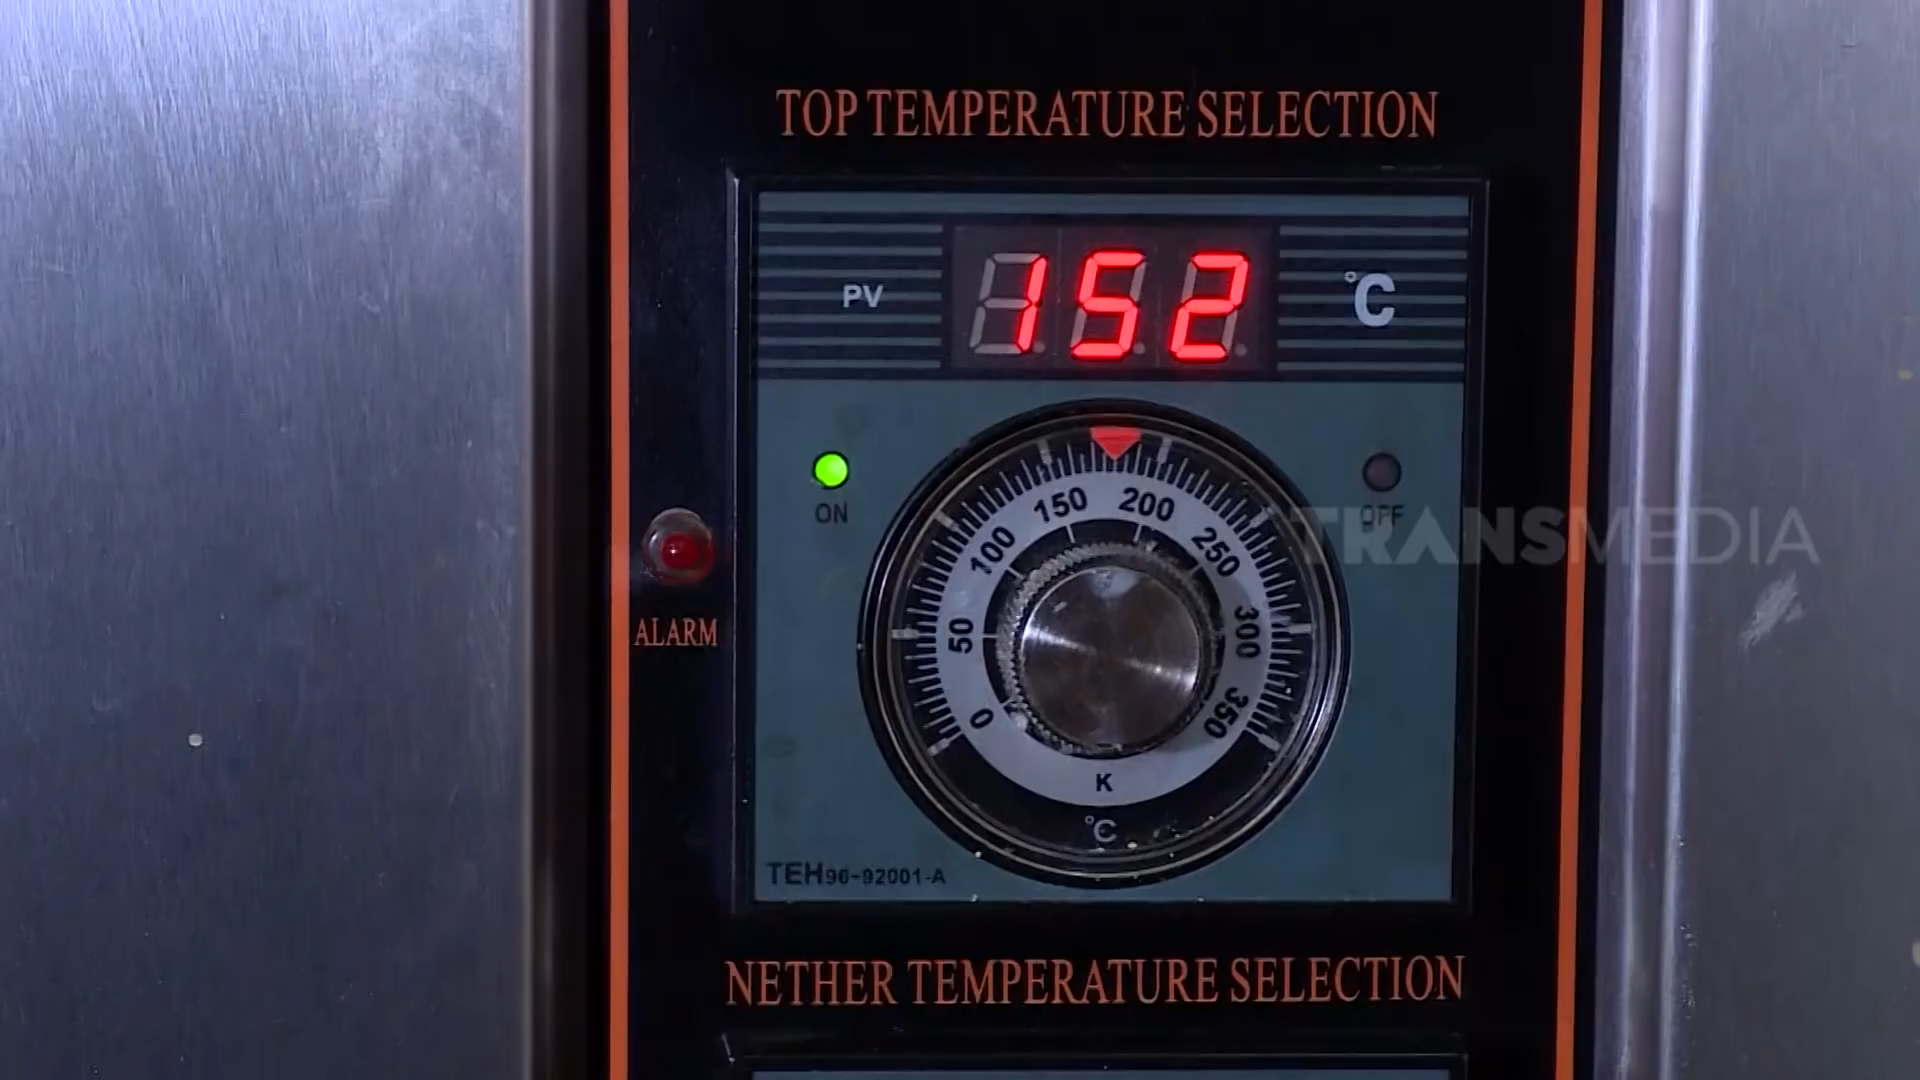 TOP TEMPERATURE SELECTION
PV 152 °C
ON
OFF
TRANSMEDIA
ALARM
0 50 100 150 200 250 300 350
K
°C
TEH96-92001-A
NETHER TEMPERATURE SELECTION